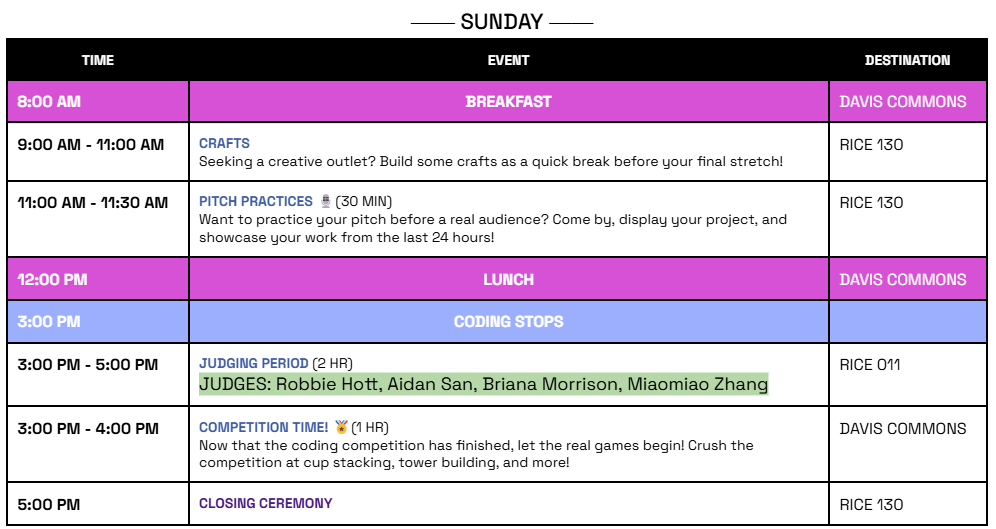 SUNDAY
TIME EVENT DESTINATION
8:00 AM BREAKFAST DAVIS COMMONS
9:00 AM - 11:00 AM CRAFTS RICE 130
Seeking a creative outlet? Build some crafts as a quick break before your final stretch!
11:00 AM - 11:30 AM PITCH PRACTICES 🎙️ (30 MIN) RICE 130
Want to practice your pitch before a real audience? Come by, display your project, and
showcase your work from the last 24 hours!
12:00 PM LUNCH DAVIS COMMONS
3:00 PM CODING STOPS
3:00 PM - 5:00 PM JUDGING PERIOD (2 HR) RICE 011
JUDGES: Robbie Hott, Aidan San, Briana Morrison, Miaomiao Zhang
3:00 PM - 4:00 PM COMPETITION TIME! 🏅 (1 HR) DAVIS COMMONS
Now that the coding competition has finished, let the real games begin! Crush the
competition at cup stacking, tower building, and more!
5:00 PM CLOSING CEREMONY RICE 130